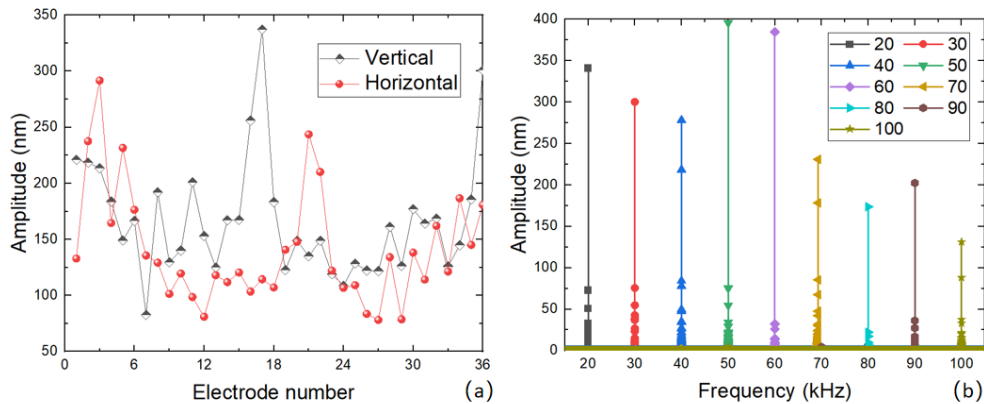 350
300
250
200
150
100
50
Amplitude (nm)
Vertical
Horizontal
0 6 12 18 24 30 36
Electrode number
(a)
400
350
300
250
200
150
100
50
0
Amplitude (nm)
20 30
40 50
60 70
80 90
100
20 30 40 50 60 70 80 90 100
Frequency (kHz)
(b)